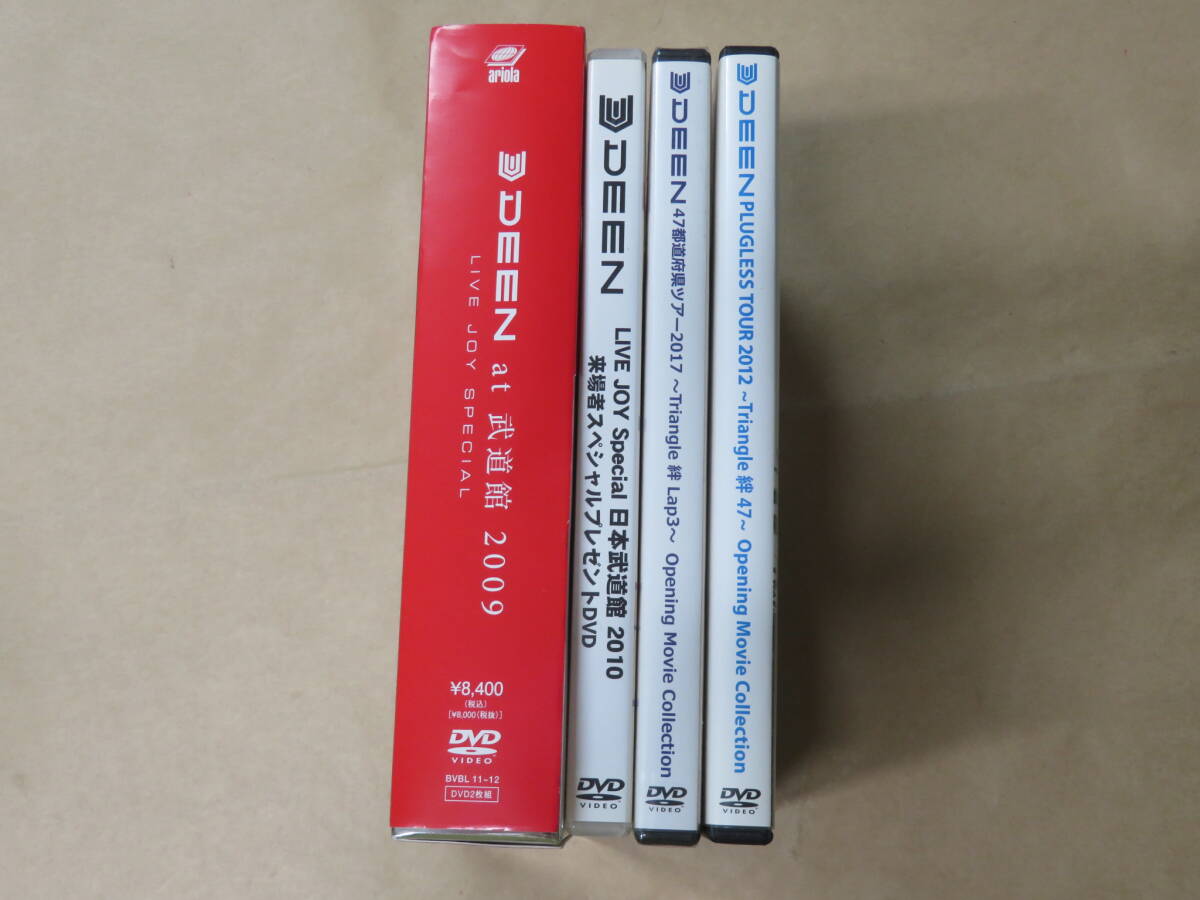 ariola
DEEN at 武道館 2009
LIVE JOY SPECIAL
¥8,400
(税込)
[¥8,000(税抜)]
DVD
VIDEO
BVBL 11-12
DVD2枚組
DEEN
LIVE JOY Special 日本武道館 2010
来場者スペシャルプレゼントDVD
DVD
VIDEO
DEEN 47都道府県ツアー2017 ～Triangle 絆 Lap3～ Opening Movie Collection
DVD
VIDEO
DEEN PLUGLESS TOUR 2012 ～Triangle 絆 47～ Opening Movie Collection
DVD
VIDEO